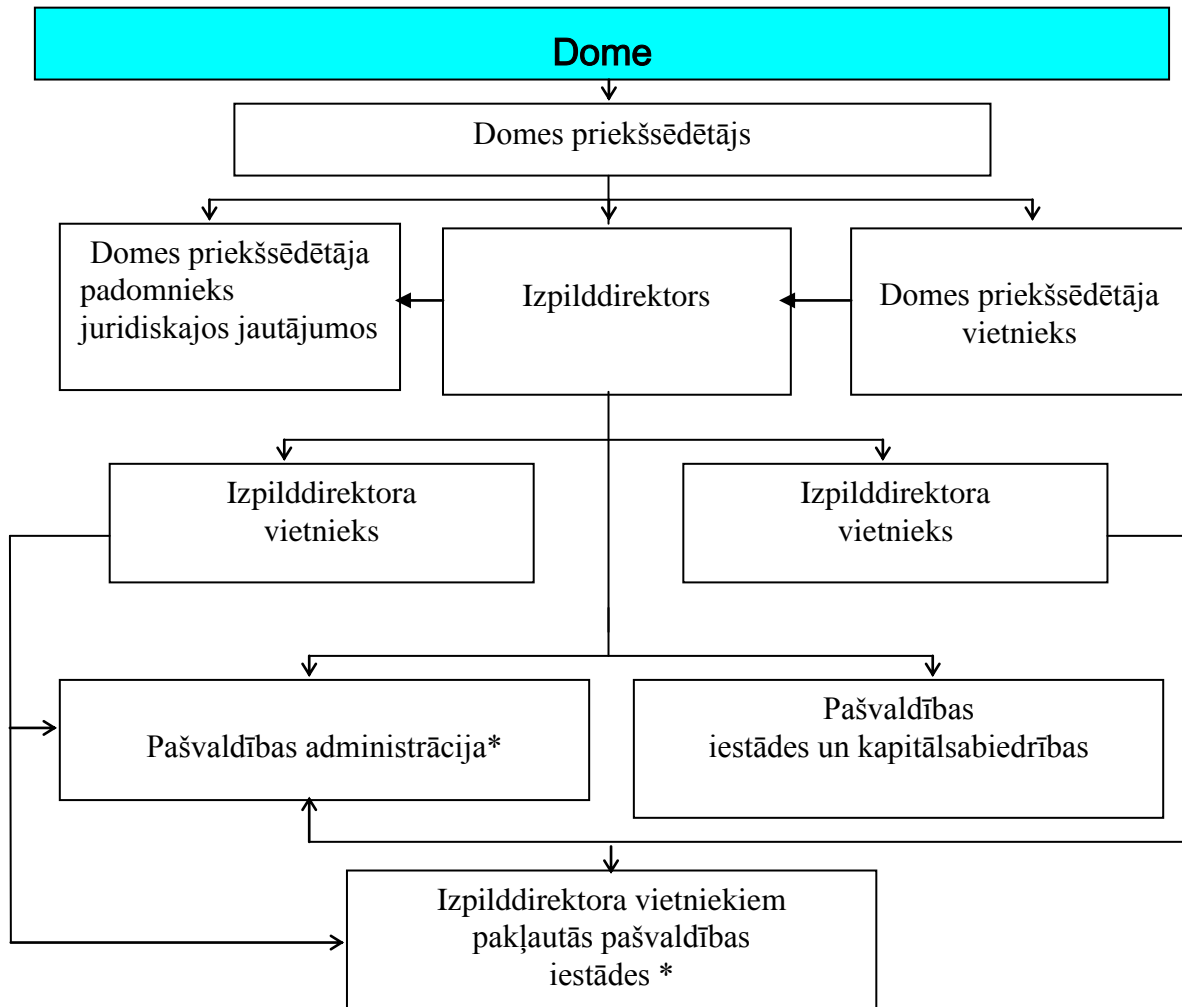 Dome
Domes priekšsēdētājs
Domes priekšsēdētāja
padomnieks
juridiskajos jautājumos
Izpilddirektors
Domes priekšsēdētāja
vietnieks
Izpilddirektora
vietnieks
Izpilddirektora
vietnieks
Pašvaldības administrācija*
Pašvaldības
iestādes un kapitālsabiedrības
Izpilddirektora vietniekiem
pakļautās pašvaldības
iestādes *